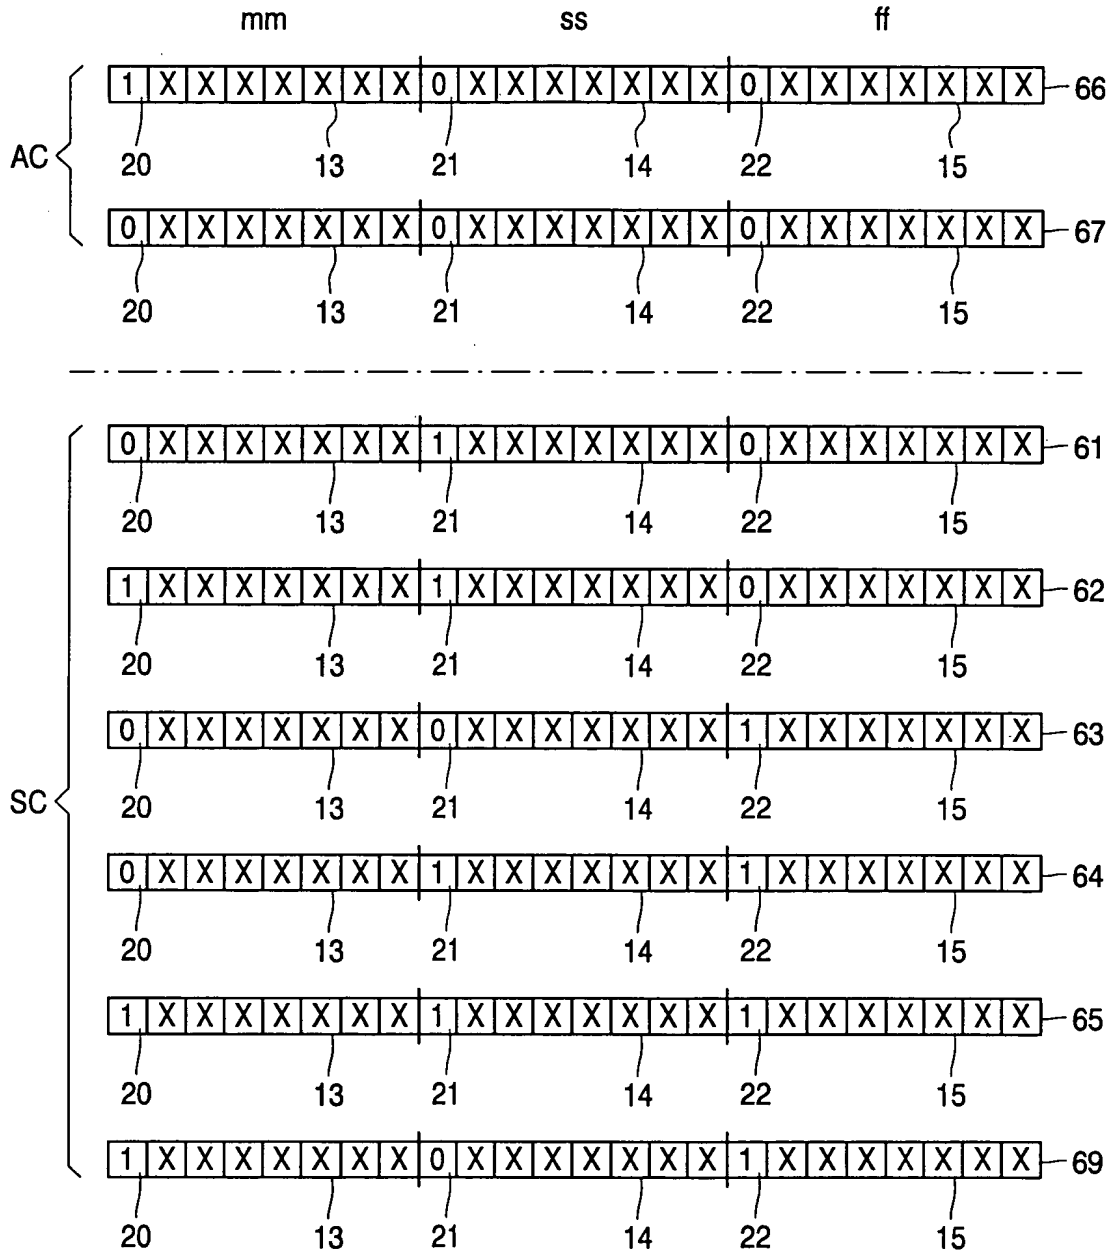 mm ss ff
AC
1 X X X X X X X 0 X X X X X X X 0 X X X X X X X 66
20 13 21 14 22 15
0 X X X X X X X 0 X X X X X X X 0 X X X X X X X 67
20 13 21 14 22 15
SC
0 X X X X X X X 1 X X X X X X X 0 X X X X X X X 61
20 13 21 14 22 15
1 X X X X X X X 1 X X X X X X X 0 X X X X X X X 62
20 13 21 14 22 15
0 X X X X X X X 0 X X X X X X X 1 X X X X X X X 63
20 13 21 14 22 15
0 X X X X X X X 1 X X X X X X X 1 X X X X X X X 64
20 13 21 14 22 15
1 X X X X X X X 1 X X X X X X X 1 X X X X X X X 65
20 13 21 14 22 15
1 X X X X X X X 0 X X X X X X X 1 X X X X X X X 69
20 13 21 14 22 15